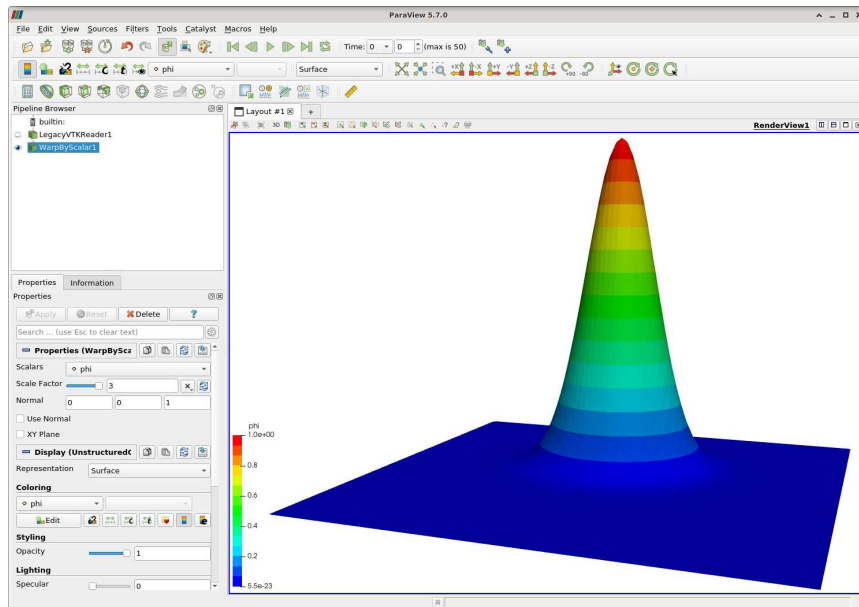 ParaView 5.7.0
File Edit View Sources Filters Tools Catalyst Macros Help
Time: 0 0 (max is 50)
phi Surface +X -X +Y -Y +Z -Z +90 -90
Pipeline Browser
builtin:
LegacyVTKReader1
WarpByScalar1
Properties Information
Properties
Apply Reset Delete ?
Search ... (use Esc to clear text)
Properties (WarpBySca
Scalars phi
Scale Factor 3
Normal 0 0 1
Use Normal
XY Plane
Display (Unstructured
Representation Surface
Coloring
phi
Edit
Styling
Opacity 1
Lighting
Specular 0
Layout #1 +
3D RenderView1
phi
1.0e+00
0.8
0.6
0.4
0.2
5.5e-23